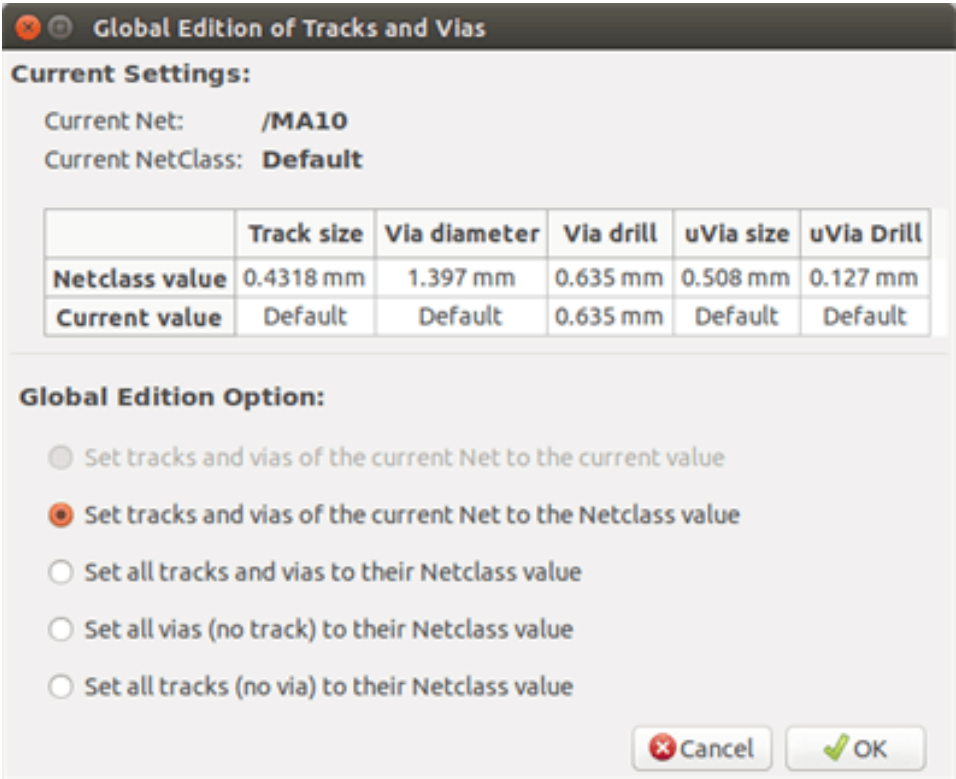 Global Edition of Tracks and Vias
Current Settings:
Current Net: /MA10
Current NetClass: Default
Track size Via diameter Via drill uVia size uVia Drill
Netclass value 0.4318 mm 1.397 mm 0.635 mm 0.508 mm 0.127 mm
Current value Default Default 0.635 mm Default Default
Global Edition Option:
Set tracks and vias of the current Net to the current value
Set tracks and vias of the current Net to the Netclass value
Set all tracks and vias to their Netclass value
Set all vias (no track) to their Netclass value
Set all tracks (no via) to their Netclass value
Cancel OK